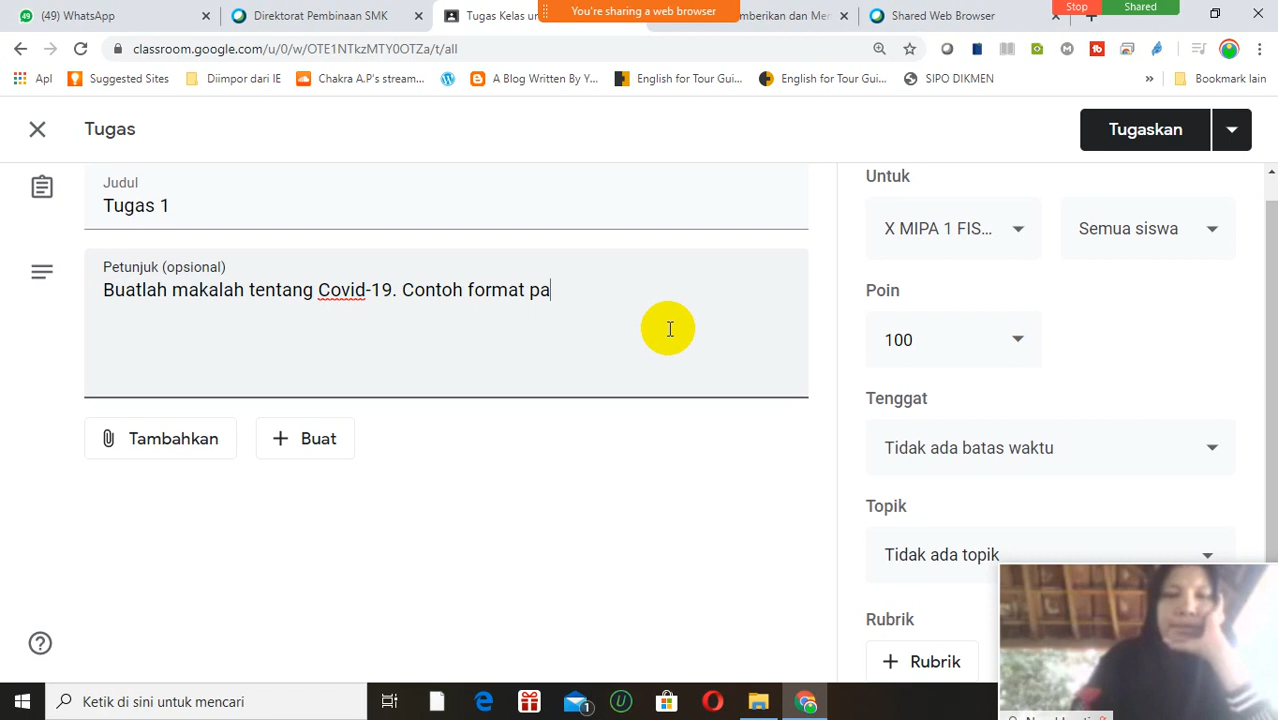 (49) WhatsApp
Direktorat Pembinaan SMK
Tugas Kelas un
You're sharing a web browser
Shared Web Browser
Stop
Shared
classroom.google.com/u/0/w/OTE1NTkzMTY0OTZa/t/all
Apl
Suggested Sites
Diimpor dari IE
Chakra A.P's stream...
A Blog Written By Y...
English for Tour Gui...
English for Tour Gui...
SIPO DIKMEN
Bookmark lain
Tugas
Tugaskan
Judul
Tugas 1
Petunjuk (opsional)
Buatlah makalah tentang Covid-19. Contoh format pa
Tambahkan
Buat
Untuk
X MIPA 1 FIS...
Semua siswa
Poin
100
Tenggat
Tidak ada batas waktu
Topik
Tidak ada topik
Rubrik
Rubrik
Ketik di sini untuk mencari